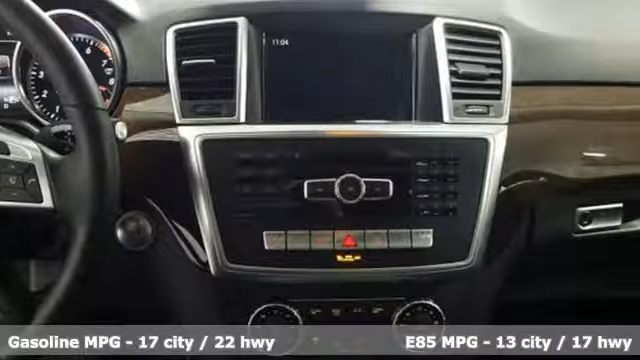 11:04
Gasoline MPG - 17 city / 22 hwy
E85 MPG - 13 city / 17 hwy